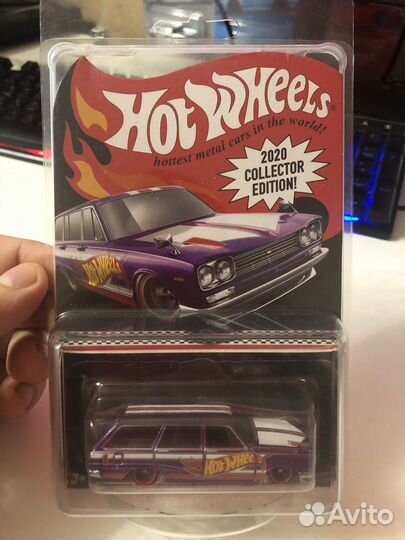 HOT WHEELS
hottest metal cars in the world!
2020
COLLECTOR
EDITION!
HOT WHEELS
HOT WHEELS
3+
Avito